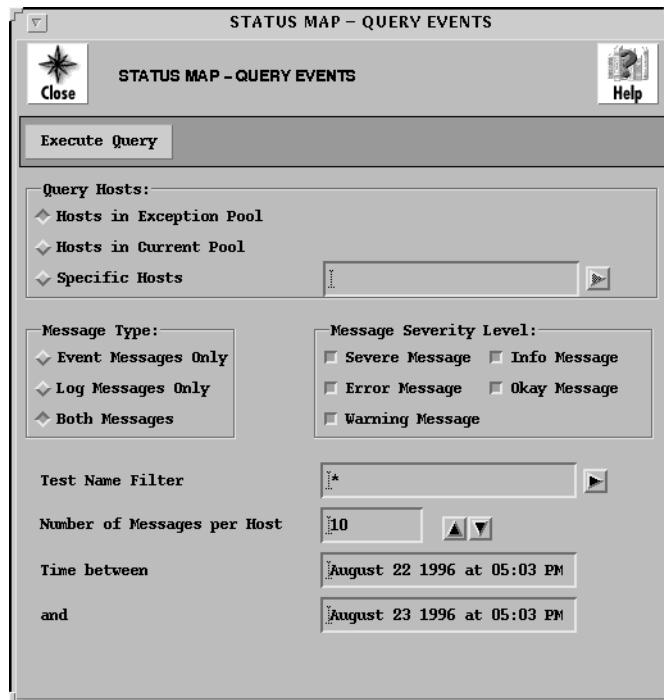 STATUS MAP – QUERY EVENTS
Close
STATUS MAP – QUERY EVENTS
Help
Execute Query
Query Hosts:
Hosts in Exception Pool
Hosts in Current Pool
Specific Hosts
Message Type:
Event Messages Only
Log Messages Only
Both Messages
Message Severity Level:
Severe Message Info Message
Error Message Okay Message
Warning Message
Test Name Filter *
Number of Messages per Host 10
Time between August 22 1996 at 05:03 PM
and August 23 1996 at 05:03 PM